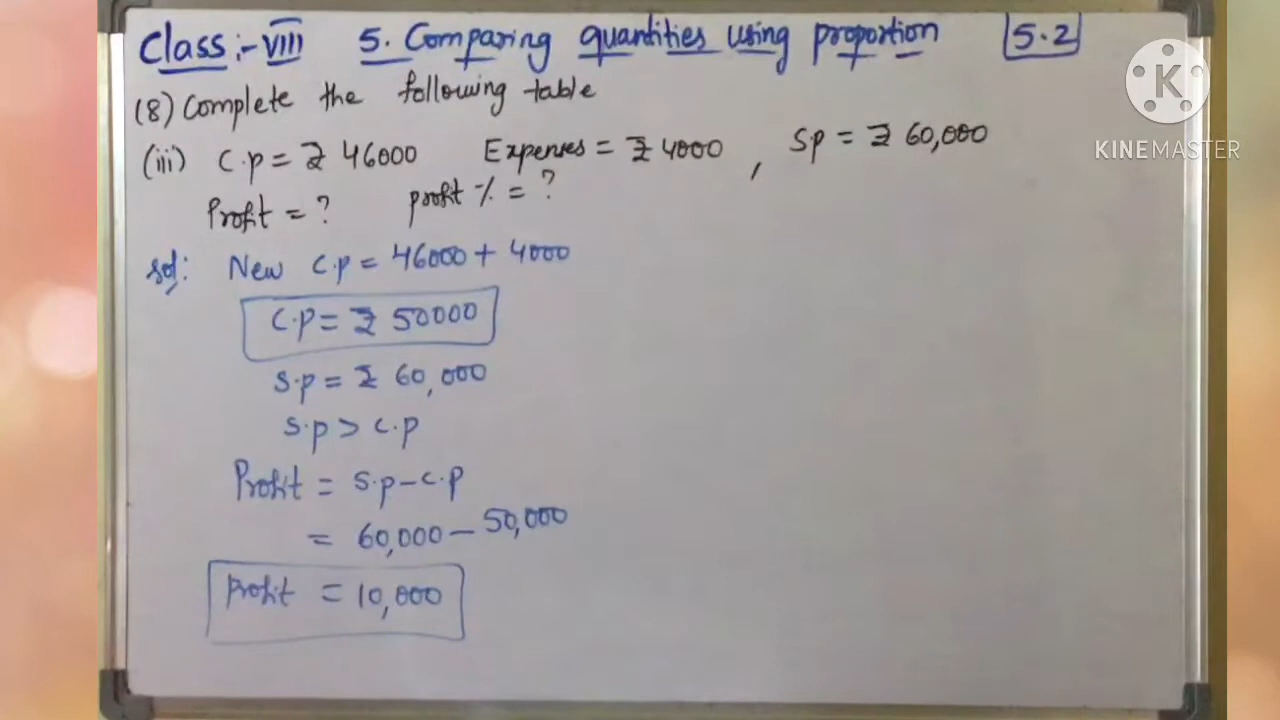 Class:- VIII 5. Comparing quantities using proportion 5.2
(8) Complete the following table
(iii) C.p = ₹ 46000 Expenses = ₹ 4000 , S.p = ₹ 60,000
Profit = ? profit % = ?
sol: New C.p = 46000 + 4000
C.P = ₹ 50000
S.p = ₹ 60,000
S.p > C.p
Profit = S.p - C.p
= 60,000 - 50,000
Profit = 10,000
K
KINEMASTER